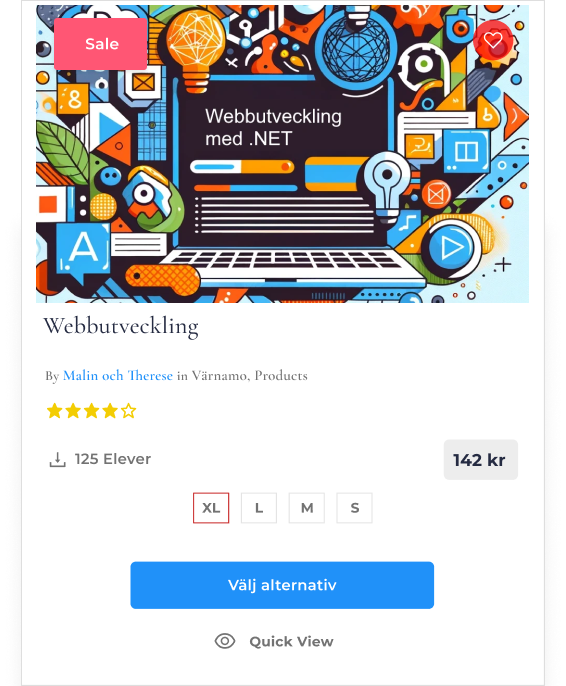 Sale
8
Webbutveckling
med .NET
A
Webbutveckling
By Malin och Therese in Värnamo, Products
125 Elever
142 kr
XL L M S
Välj alternativ
Quick View